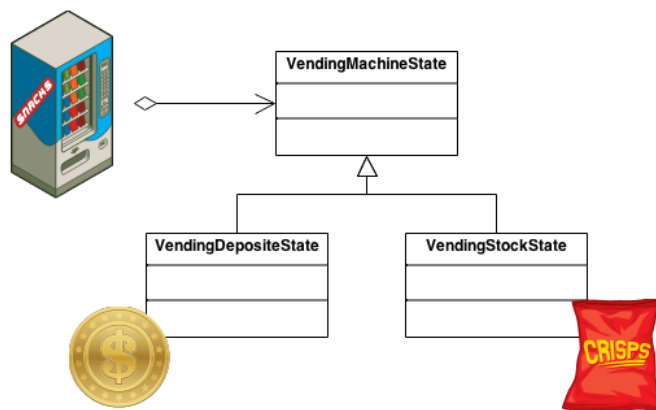 SNACKS
VendingMachineState
VendingDepositeState
VendingStockState
$
CRISPS